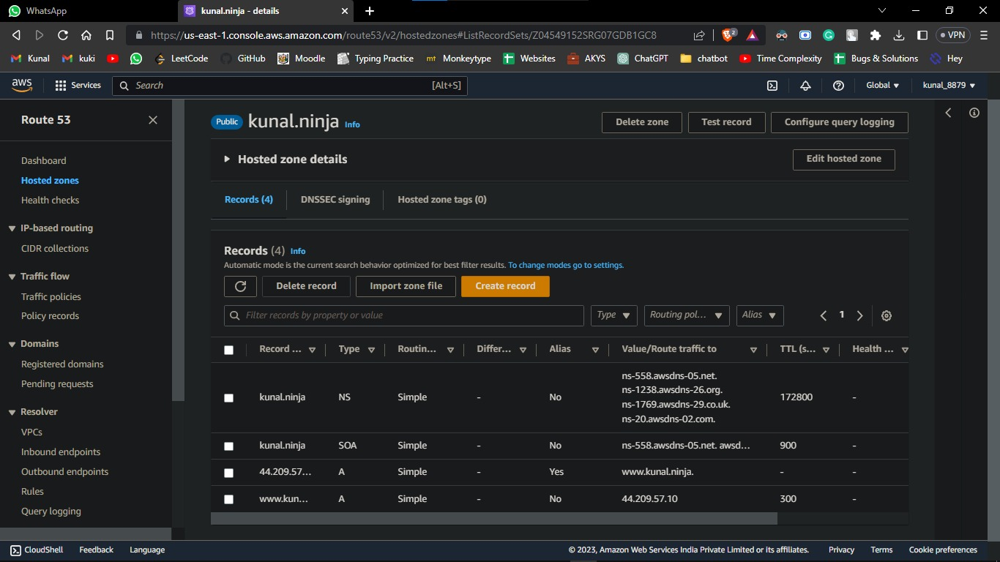 WhatsApp
kunal.ninja - details
https://us-east-1.console.aws.amazon.com/route53/v2/hostedzones#ListRecordSets/Z04549152SRG07GDB1GC8
2
VPN
Kunal
kuki
LeetCode
GitHub
Moodle
Typing Practice
mt Monkeytype
Websites
AKYS
ChatGPT
chatbot
Time Complexity
Bugs & Solutions
Hey
aws
Services
Search
[Alt+S]
Global
kunal_8879
Route 53
Dashboard
Hosted zones
Health checks
IP-based routing
CIDR collections
Traffic flow
Traffic policies
Policy records
Domains
Registered domains
Pending requests
Resolver
VPCs
Inbound endpoints
Outbound endpoints
Rules
Query logging
Public kunal.ninja Info
Delete zone
Test record
Configure query logging
Hosted zone details
Edit hosted zone
Records (4)
DNSSEC signing
Hosted zone tags (0)
Records (4) Info
Automatic mode is the current search behavior optimized for best filter results. To change modes go to settings.
Delete record
Import zone file
Create record
Filter records by property or value
Type
Routing pol...
Alias
1
Record ... Type Routin... Differ... Alias Value/Route traffic to TTL (s... Health ...
ns-558.awsdns-05.net.
ns-1238.awsdns-26.org.
kunal.ninja NS Simple - No 172800 -
ns-1769.awsdns-29.co.uk.
ns-20.awsdns-02.com.
kunal.ninja SOA Simple - No ns-558.awsdns-05.net. awsd... 900 -
44.209.57... A Simple - Yes www.kunal.ninja. - -
www.kun... A Simple - No 44.209.57.10 300 -
CloudShell
Feedback
Language
© 2023, Amazon Web Services India Private Limited or its affiliates.
Privacy
Terms
Cookie preferences